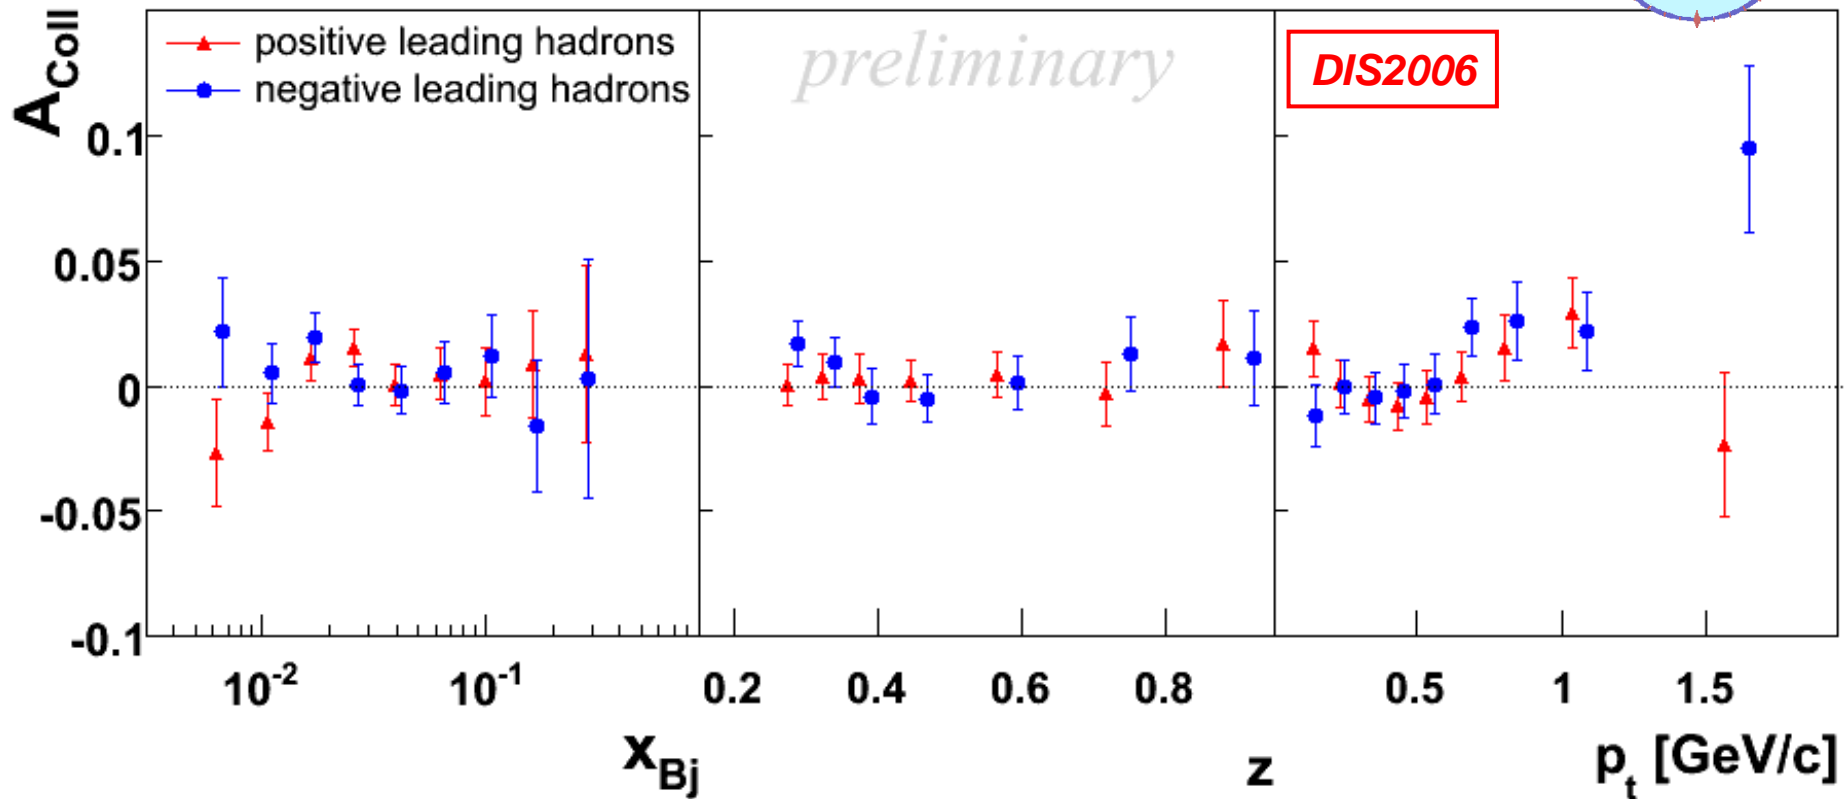 positive leading hadrons
negative leading hadrons
preliminary
DIS2006
A_Coll
0.1
0.05
0
-0.05
-0.1
10^-2 10^-1 0.2 0.4 0.6 0.8 0.5 1 1.5
x_Bj z p_t [GeV/c]